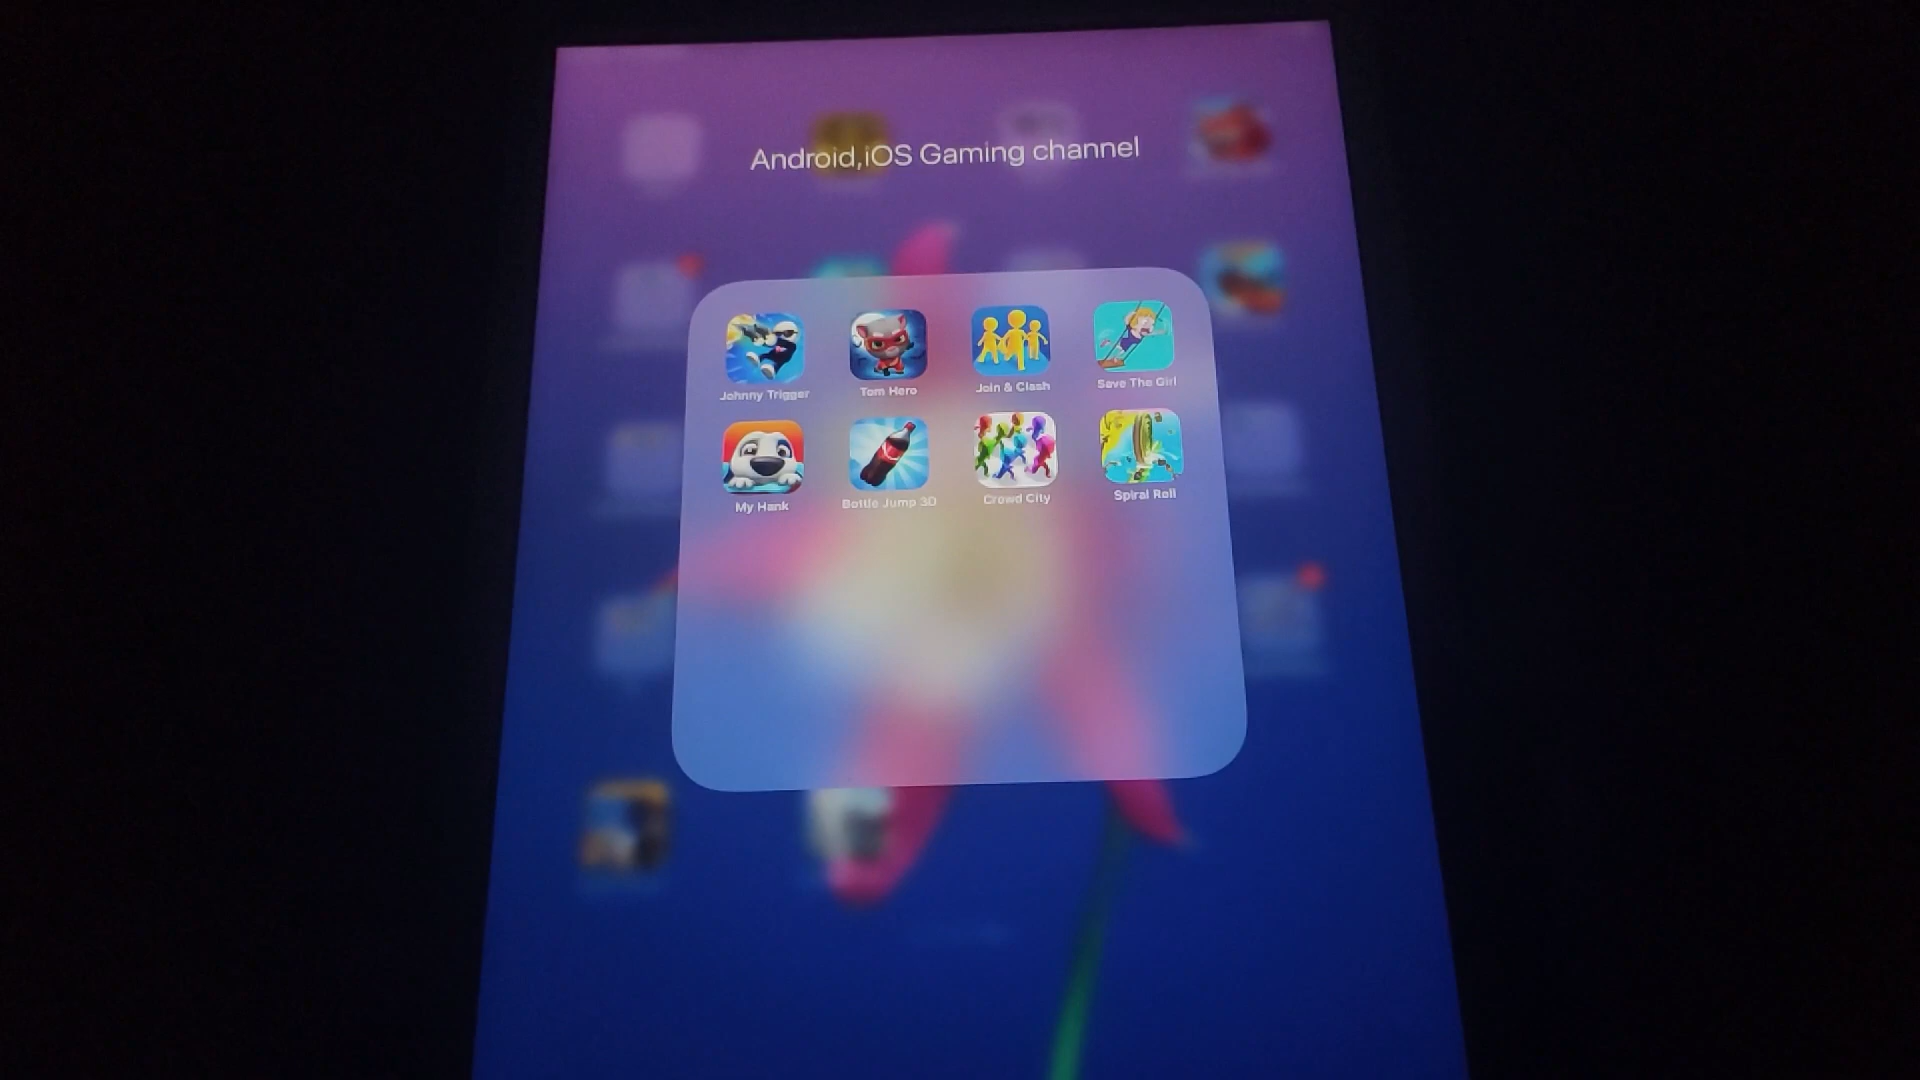 Android,iOS Gaming channel
Johnny Trigger
Tom Hero
Join & Clash
Save The Girl
My Hank
Bottle Jump 3D
Crowd City
Spiral Roll